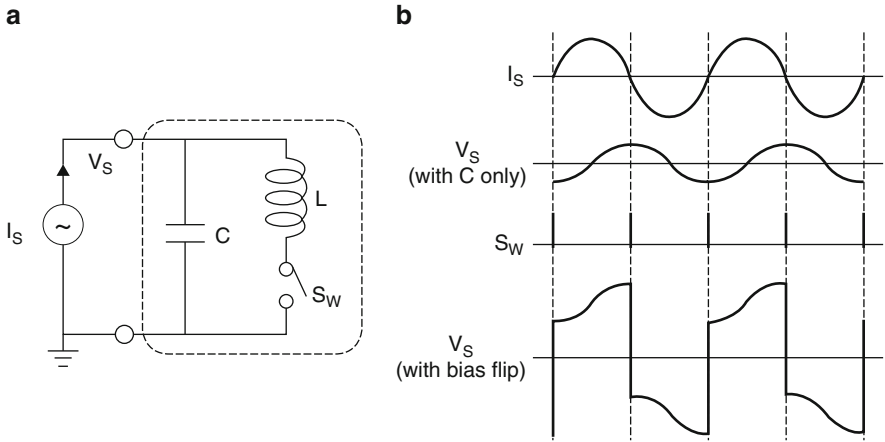 a
V_S
I_S
~
C
L
S_W
b
I_S
V_S
(with C only)
S_W
V_S
(with bias flip)